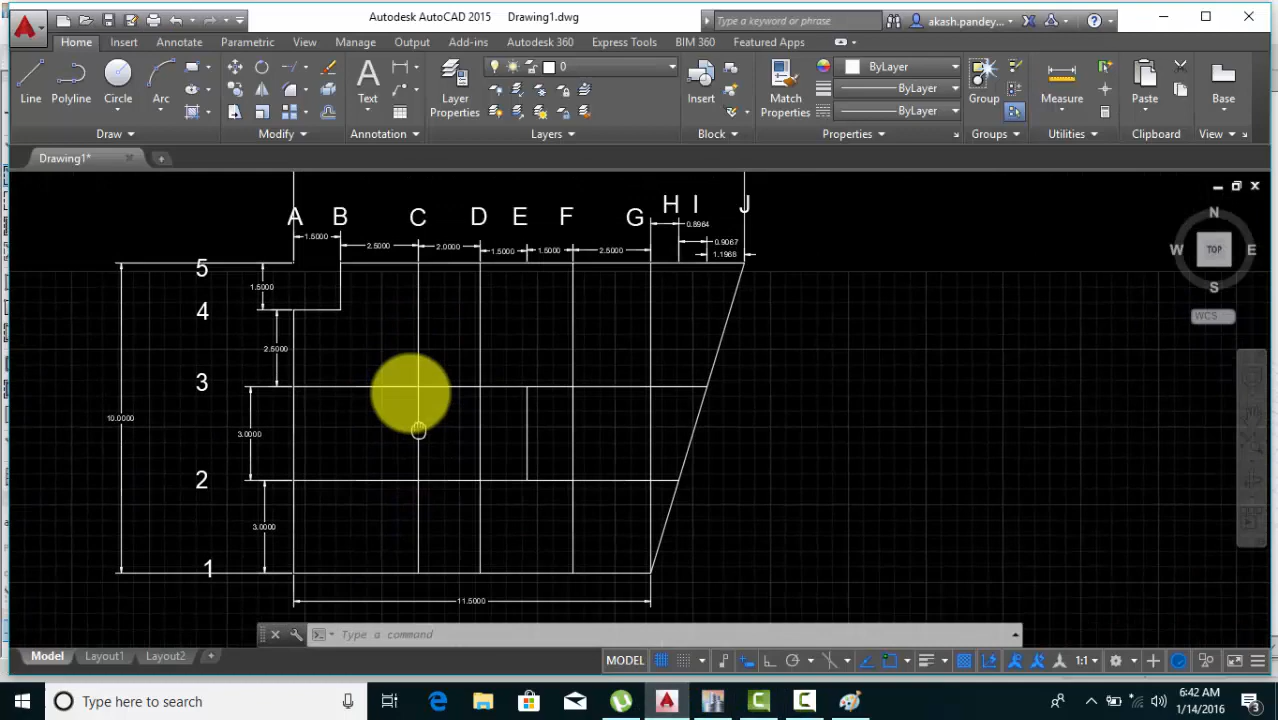 Autodesk AutoCAD 2015 Drawing1.dwg
Type a keyword or phrase
akash.pandey...
Home Insert Annotate Parametric View Manage Output Add-ins Autodesk 360 Express Tools BIM 360 Featured Apps
0
ByLayer
ByLayer
ByLayer
Line Polyline Circle Arc Text Layer Properties Insert Match Properties Group Measure Paste Base
Draw Modify Annotation Layers Block Properties Groups Utilities Clipboard View
Drawing1*
A B C D E F G H I J
1.5000 2.5000 2.0000 1.5000 1.5000 2.5000 0.8964
0.9067
1.1968
5
1.5000
4
2.5000
3
10.0000
3.0000
2
3.0000
1
11.5000
N
W TOP E
S
WCS
Type a command
Model Layout1 Layout2 +
MODEL 1:1
Type here to search
6:42 AM
1/14/2016
3